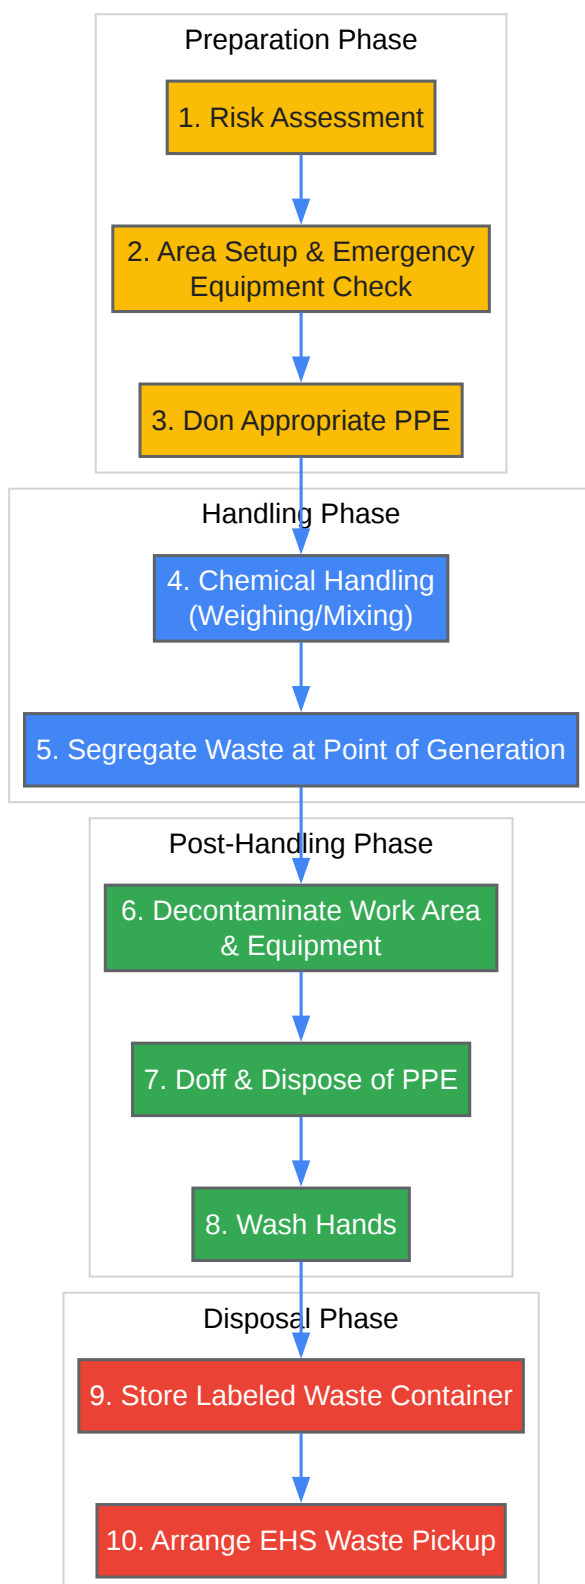 Preparation Phase
1. Risk Assessment
2. Area Setup & Emergency
Equipment Check
3. Don Appropriate PPE
Handling Phase
4. Chemical Handling
(Weighing/Mixing)
5. Segregate Waste at Point of Generation
Post-Handling Phase
6. Decontaminate Work Area
& Equipment
7. Doff & Dispose of PPE
8. Wash Hands
Disposal Phase
9. Store Labeled Waste Container
10. Arrange EHS Waste Pickup